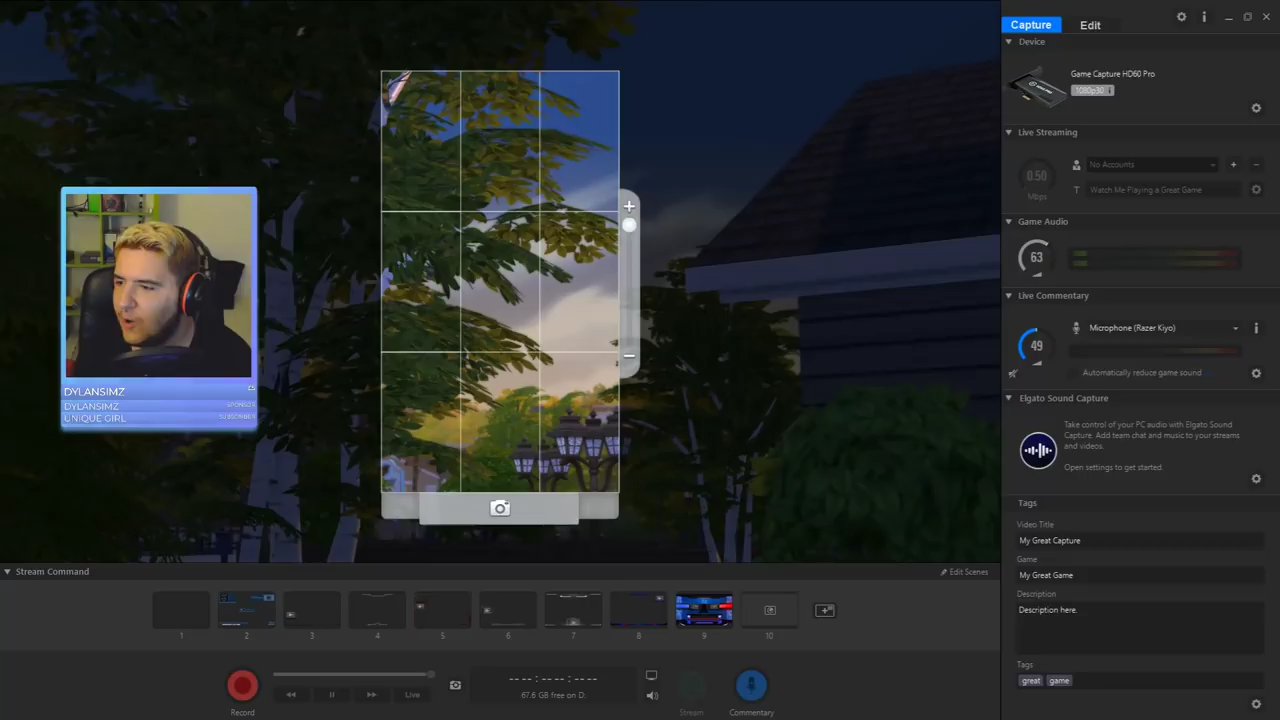 Capture
Edit
Device
Game Capture HD60 Pro
1080p30
Live Streaming
0.50
Mbps
No Accounts
Watch Me Playing a Great Game
Game Audio
63
Live Commentary
49
Microphone (Razer Kiyo)
Automatically reduce game sound
Elgato Sound Capture
Take control of your PC audio with Elgato Sound
Capture. Add team chat and music to your streams
and videos.
Open settings to get started.
Tags
Video Title
My Great Capture
Game
My Great Game
Description
Description here.
Tags
great game
DYLANSIMZ
DYLANSIMZ SPONSOR
UNIQUE GIRL SUBSCRIBER
Stream Command
Edit Scenes
1 2 3 4 5 6 7 8 9 10
Record
Live
-- -- : -- -- : -- --
67.6 GB free on D:
Stream
Commentary